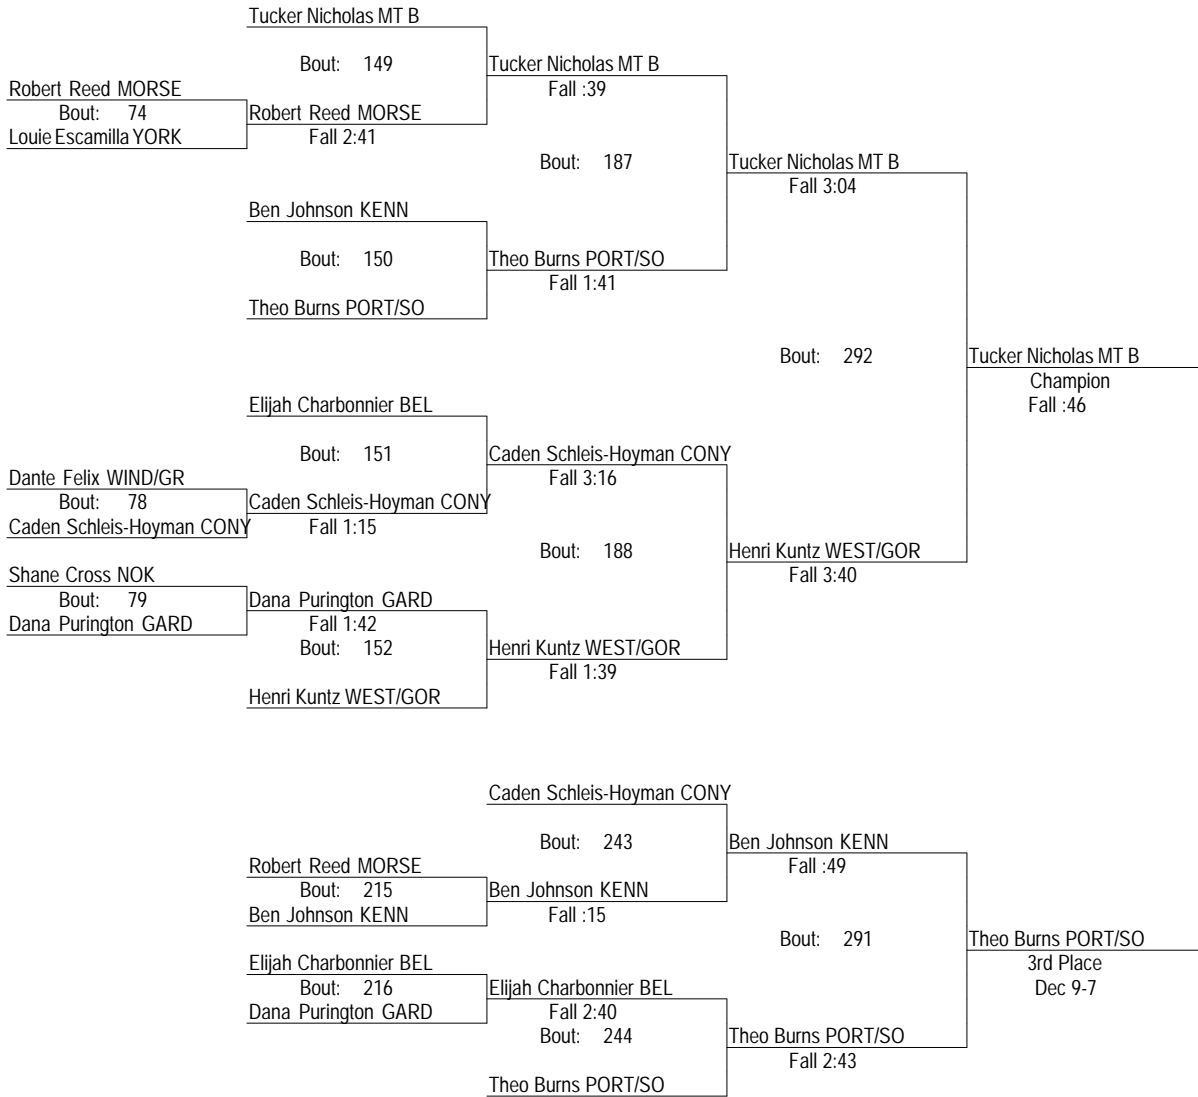 Tucker Nicholas MT B
Bout: 149
Tucker Nicholas MT B
Robert Reed MORSE
Fall :39
Bout: 74
Robert Reed MORSE
Louie Escamilla YORK
Fall 2:41
Bout: 187
Tucker Nicholas MT B
Fall 3:04
Ben Johnson KENN
Bout: 150
Theo Burns PORT/SO
Fall 1:41
Theo Burns PORT/SO
Bout: 292
Tucker Nicholas MT B
Champion
Fall :46
Elijah Charbonnier BEL
Bout: 151
Caden Schleis-Hoyman CONY
Dante Felix WIND/GR
Fall 3:16
Bout: 78
Caden Schleis-Hoyman CONY
Caden Schleis-Hoyman CONY
Fall 1:15
Bout: 188
Henri Kuntz WEST/GOR
Shane Cross NOK
Fall 3:40
Bout: 79
Dana Purington GARD
Dana Purington GARD
Fall 1:42
Bout: 152
Henri Kuntz WEST/GOR
Fall 1:39
Henri Kuntz WEST/GOR
Caden Schleis-Hoyman CONY
Bout: 243
Ben Johnson KENN
Robert Reed MORSE
Fall :49
Bout: 215
Ben Johnson KENN
Ben Johnson KENN
Fall :15
Bout: 291
Theo Burns PORT/SO
Elijah Charbonnier BEL
3rd Place
Bout: 216
Elijah Charbonnier BEL
Dec 9-7
Dana Purington GARD
Fall 2:40
Bout: 244
Theo Burns PORT/SO
Fall 2:43
Theo Burns PORT/SO